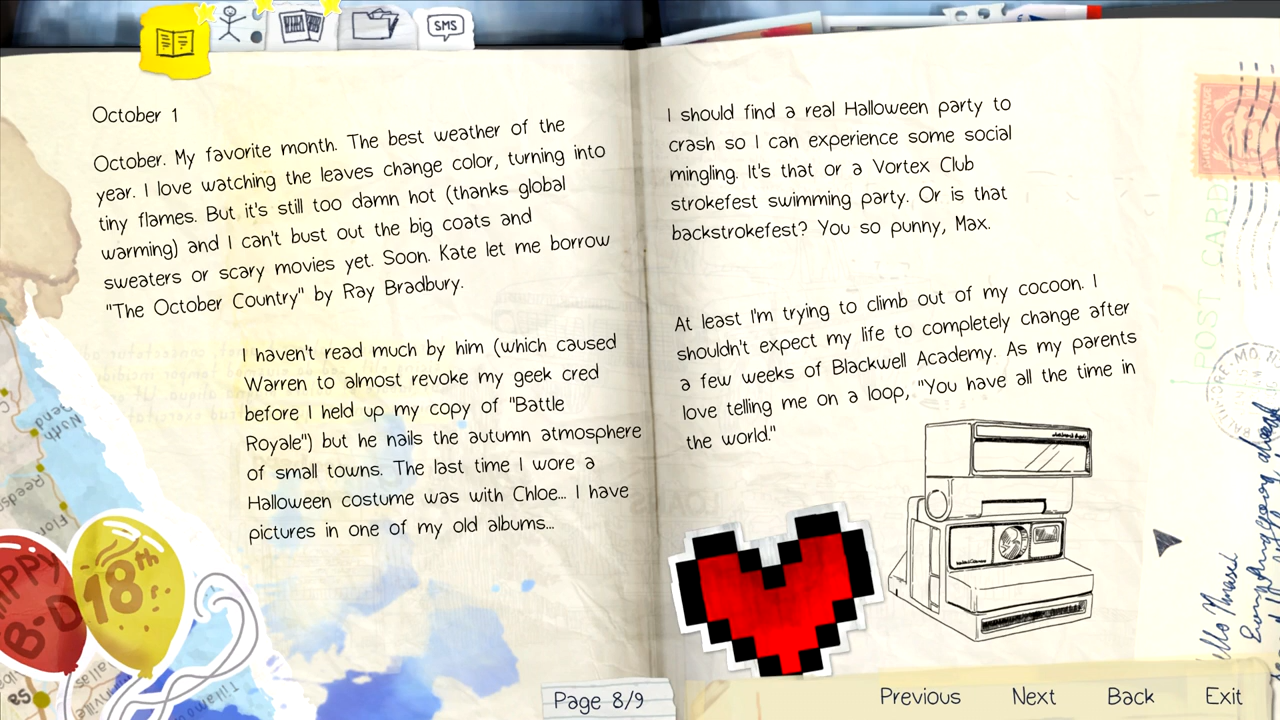 SMS
October 1
October. My favorite month. The best weather of the
year. I love watching the leaves change color, turning into
tiny flames. But it's still too damn hot (thanks global
warming) and I can't bust out the big coats and
sweaters or scary movies yet. Soon. Kate let me borrow
"The October Country" by Ray Bradbury.
I haven't read much by him (which caused
Warren to almost revoke my geek cred
before I held up my copy of "Battle
Royale") but he nails the autumn atmosphere
of small towns. The last time I wore a
Halloween costume was with Chloe... I have
pictures in one of my old albums...
I should find a real Halloween party to
crash so I can experience some social
mingling. It's that or a Vortex Club
strokefest swimming party. Or is that
backstrokefest? You so punny, Max.
At least I'm trying to climb out of my cocoon. I
shouldn't expect my life to completely change after
a few weeks of Blackwell Academy. As my parents
love telling me on a loop, "You have all the time in
the world."
POST CARD
North
Bend
B-D
18th
Page 8/9
Previous
Next
Back
Exit